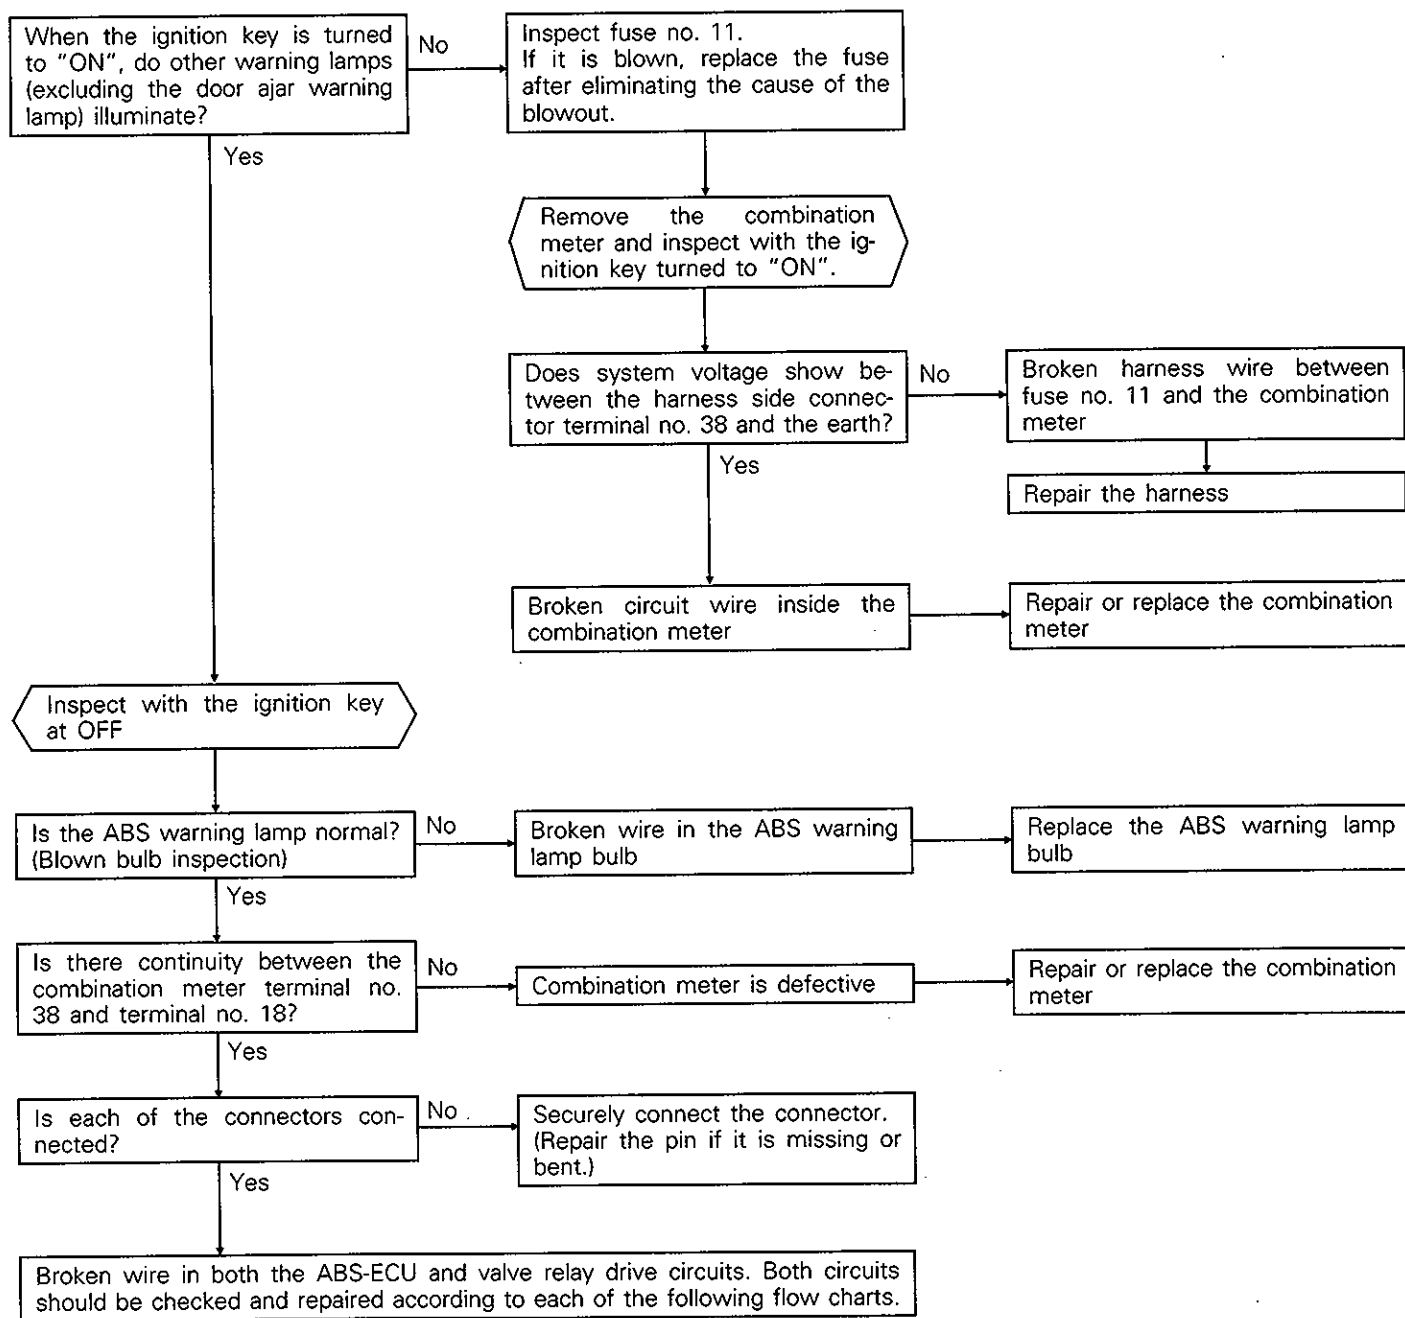 When the ignition key is turned
to "ON", do other warning lamps
(excluding the door ajar warning
lamp) illuminate?
No
Inspect fuse no. 11.
If it is blown, replace the fuse
after eliminating the cause of the
blowout.
Yes
Remove the combination
meter and inspect with the ig-
nition key turned to "ON".
Does system voltage show be-
tween the harness side connec-
tor terminal no. 38 and the earth?
No
Broken harness wire between
fuse no. 11 and the combination
meter
Yes
Repair the harness
Broken circuit wire inside the
combination meter
Repair or replace the combination
meter
Inspect with the ignition key
at OFF
Is the ABS warning lamp normal?
(Blown bulb inspection)
No
Broken wire in the ABS warning
lamp bulb
Replace the ABS warning lamp
bulb
Yes
Is there continuity between the
combination meter terminal no.
38 and terminal no. 18?
No
Combination meter is defective
Repair or replace the combination
meter
Yes
Is each of the connectors con-
nected?
No
Securely connect the connector.
(Repair the pin if it is missing or
bent.)
Yes
Broken wire in both the ABS-ECU and valve relay drive circuits. Both circuits
should be checked and repaired according to each of the following flow charts.